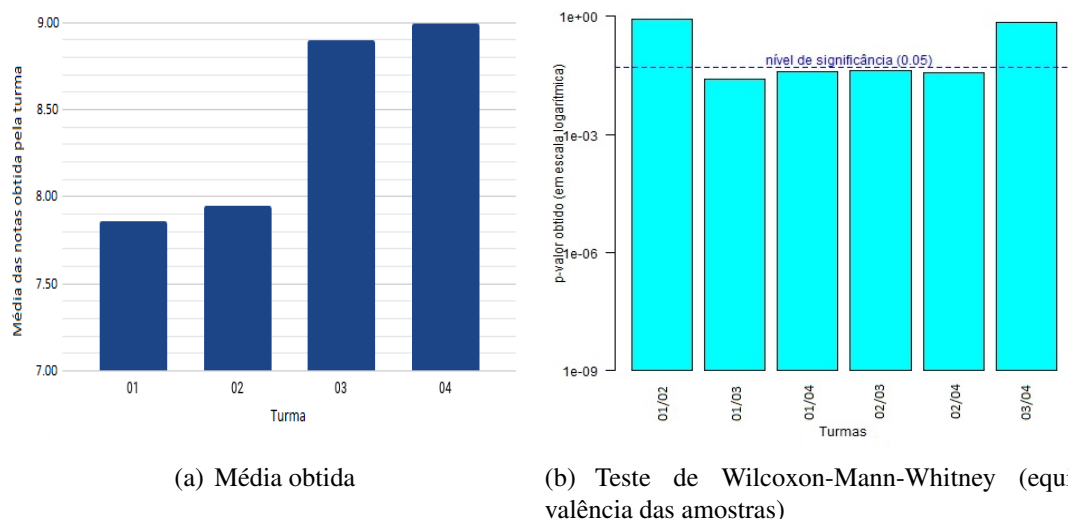 Média das notas obtida pela turma
9.00
8.50
8.00
7.50
7.00
01 02 03 04
Turma
(a) Média obtida
p-valor obtido (em escala logarítmica)
1e+00
1e-03
1e-06
1e-09
nível de significância (0.05)
01/02 01/03 01/04 02/03 02/04 03/04
Turmas
(b) Teste de Wilcoxon-Mann-Whitney (equi
valência das amostras)